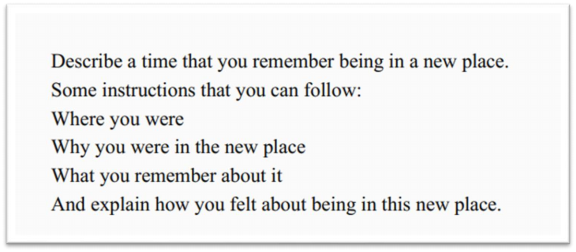 Describe a time that you remember being in a new place.
Some instructions that you can follow:
Where you were
Why you were in the new place
What you remember about it
And explain how you felt about being in this new place.